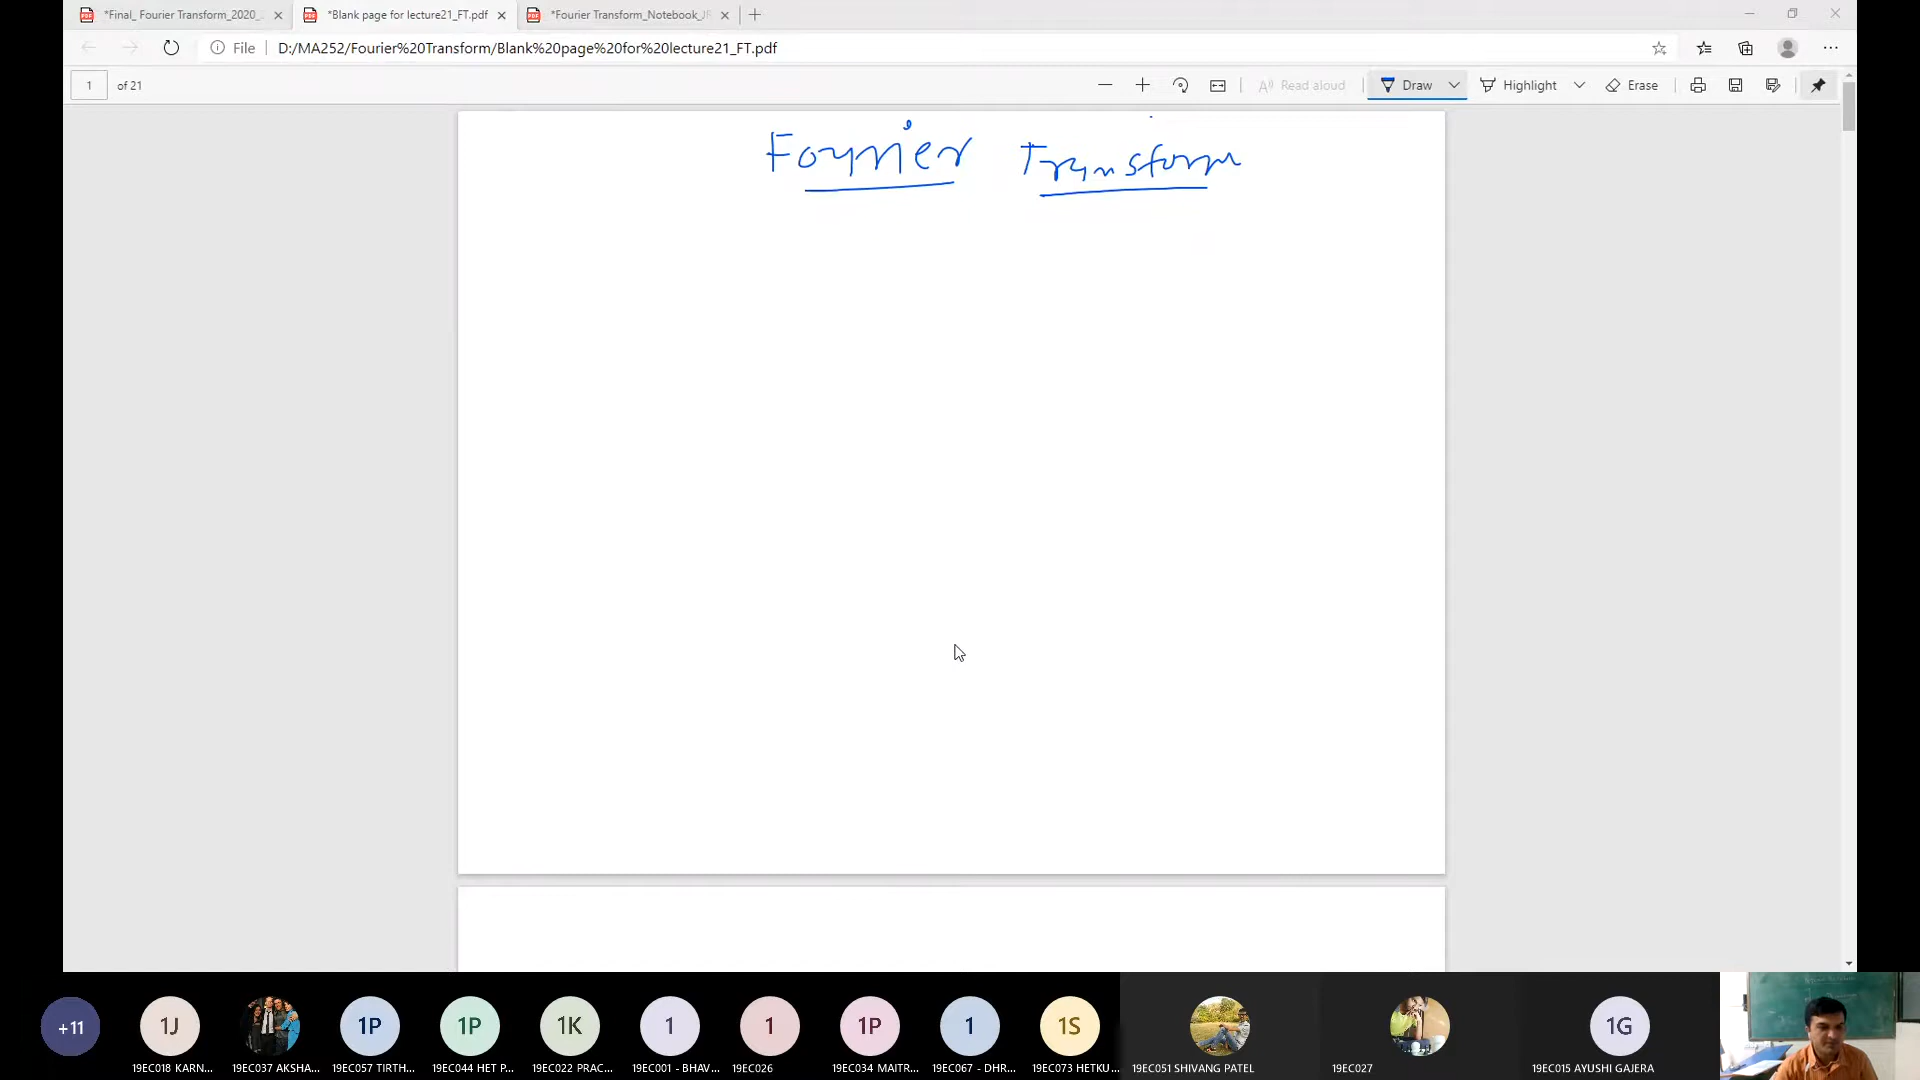 *Final_ Fourier Transform_2020_
*Blank page for lecture21_FT.pdf
*Fourier Transform_Notebook_JR
File
D:/MA252/Fourier%20Transform/Blank%20page%20for%20lecture21_FT.pdf
1 of 21
Read aloud
Draw
Highlight
Erase
Fourier Transform
+11
1J
1P
1P
1K
1
1
1P
1
1S
1G
19EC018 KARN...
19EC037 AKSHA...
19EC057 TIRTH...
19EC044 HET P...
19EC022 PRAC...
19EC001 - BHAV...
19EC026
19EC034 MAITR...
19EC067 - DHR...
19EC073 HETKU...
19EC051 SHIVANG PATEL
19EC027
19EC015 AYUSHI GAJERA